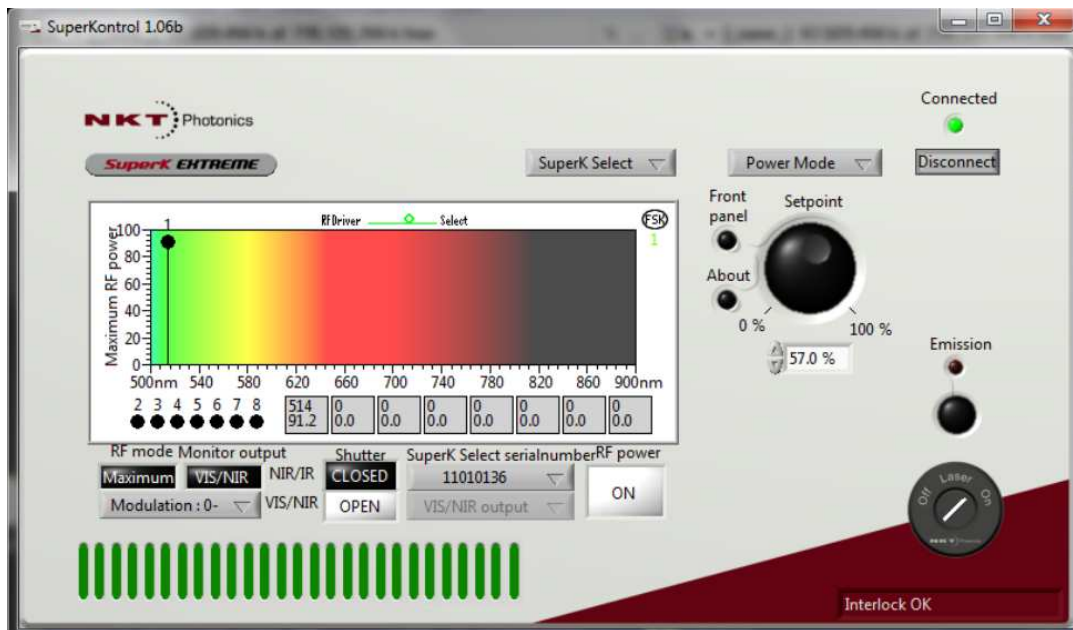 SuperKontrol 1.06b
Connected
NKT Photonics
SuperK EXTREME
SuperK Select
Power Mode
Disconnect
Front panel
Setpoint
1
RF Driver
Select
FSK
1
Maximum RF power
100
80
60
40
20
0
About
0 %
100 %
57.0 %
Emission
500nm 540 580 620 660 700 740 780 820 860 900nm
2 3 4 5 6 7 8
514 0 0 0 0 0 0 0
91.2 0.0 0.0 0.0 0.0 0.0 0.0 0.0
RF mode Monitor output Shutter SuperK Select serialnumber RF power
Maximum VIS/NIR NIR/IR CLOSED 11010136 ON
Modulation : 0- VIS/NIR OPEN VIS/NIR output
Off Laser On
NKT Photonics
Interlock OK